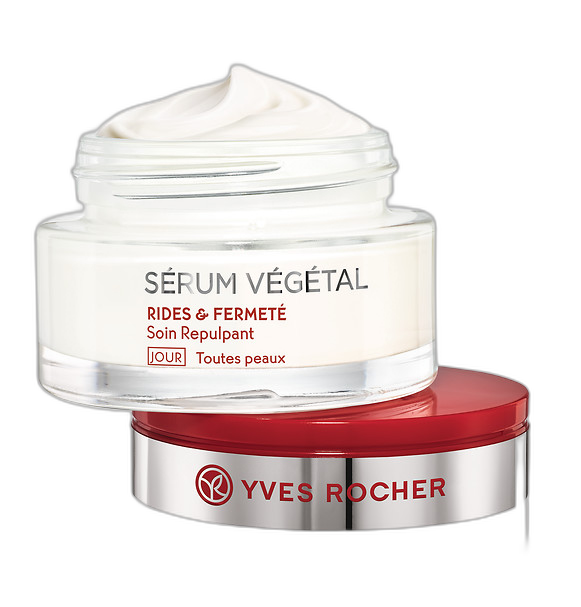 SÉRUM VÉGÉTAL
RIDES & FERMETÉ
Soin Repulpant
JOUR Toutes peaux
YVES ROCHER